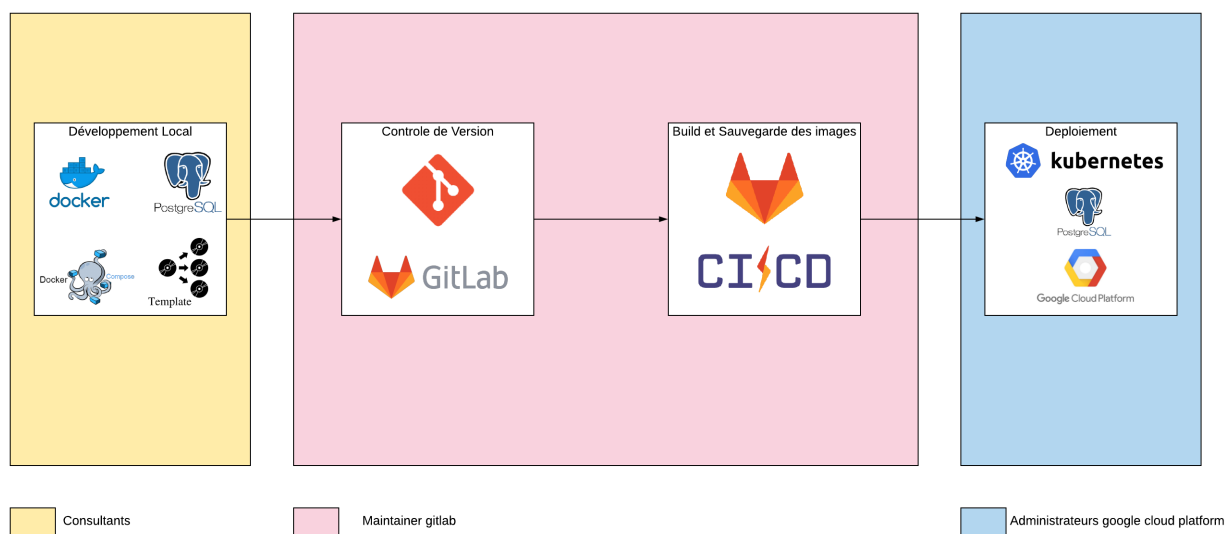 Développement Local
docker
PostgreSQL
Docker
Compose
Template
Controle de Version
GitLab
Build et Sauvegarde des images
CI CD
Deploiement
kubernetes
PostgreSQL
Google Cloud Platform
Consultants
Maintainer gitlab
Administrateurs google cloud platform